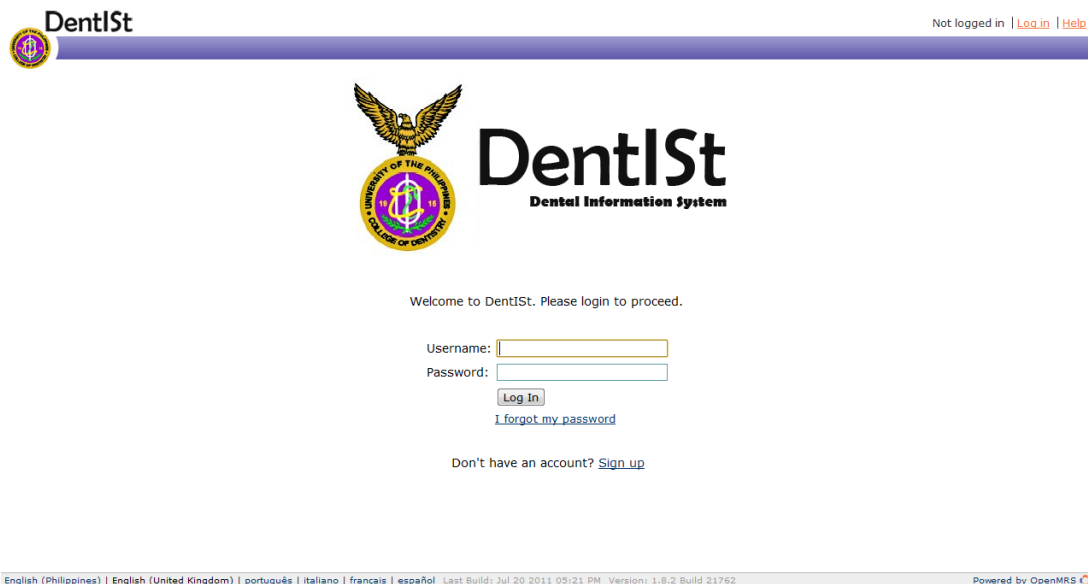 DentISt
Not logged in | Log in | Help
UNIVERSITY OF THE PHILIPPINES
19 15
COLLEGE OF DENTISTRY
DentISt
Dental Information System
Welcome to DentISt. Please login to proceed.
Username:
Password:
Log In
I forgot my password
Don't have an account? Sign up
English (Philippines) | English (United Kingdom) | português | italiano | français | español Last Build: Jul 20 2011 05:21 PM Version: 1.8.2 Build 21762
Powered by OpenMRS